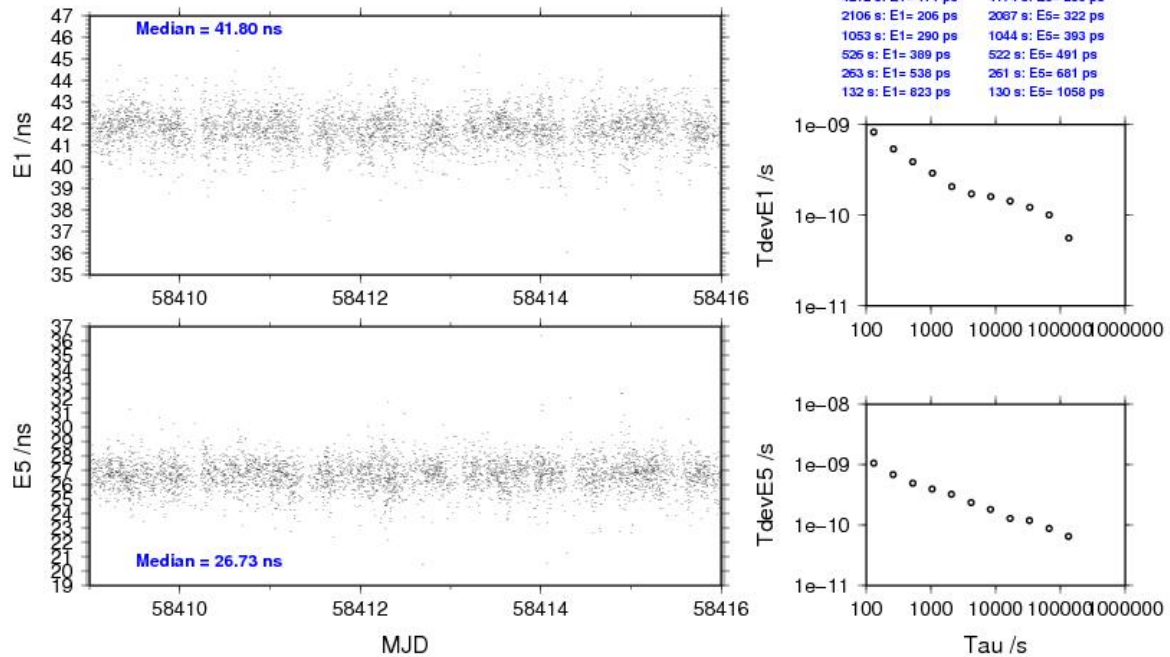 2106 s: E1= 206 ps 2087 s: E5= 322 ps
1053 s: E1= 290 ps 1044 s: E5= 393 ps
526 s: E1= 389 ps 522 s: E5= 491 ps
263 s: E1= 538 ps 261 s: E5= 681 ps
132 s: E1= 823 ps 130 s: E5= 1058 ps
Median = 41.80 ns
E1 /ns
47
46
45
44
43
42
41
40
39
38
37
36
35
58410 58412 58414 58416
TdevE1 /s
1e−09
1e−10
1e−11
100 1000 10000 100000 1000000
E5 /ns
37
36
35
34
33
32
31
30
29
28
27
26
25
24
23
22
21
20
19
Median = 26.73 ns
58410 58412 58414 58416
MJD
TdevE5 /s
1e−08
1e−09
1e−10
1e−11
100 1000 10000 100000 1000000
Tau /s